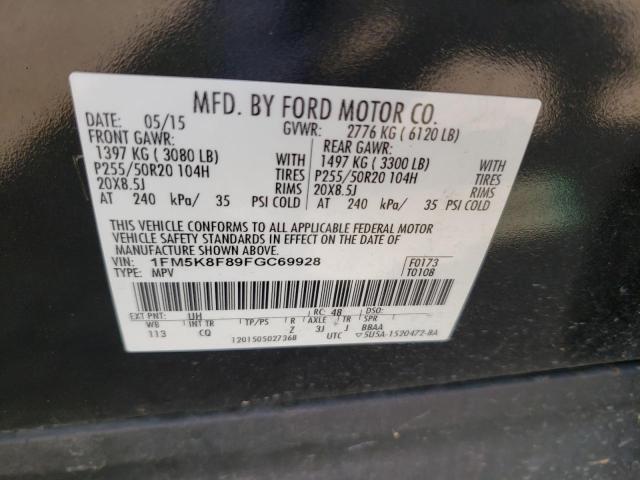 MFD. BY FORD MOTOR CO.
DATE: 05/15 GVWR: 2776 KG ( 6120 LB)
FRONT GAWR: REAR GAWR:
1397 KG ( 3080 LB) WITH 1497 KG ( 3300 LB) WITH
P255/50R20 104H TIRES P255/50R20 104H TIRES
20X8.5J RIMS 20X8.5J RIMS
AT 240 kPa/ 35 PSI COLD AT 240 kPa/ 35 PSI COLD
THIS VEHICLE CONFORMS TO ALL APPLICABLE FEDERAL MOTOR
VEHICLE SAFETY STANDARDS IN EFFECT ON THE DATE OF
MANUFACTURE SHOWN ABOVE.
VIN: 1FM5K8F89FGC69928 F0173
TYPE: MPV T0108
EXT PNT: UH RC: 48 DSO:
WB INT TR TP/PS R AXLE TR SPR
113 CQ Z 3J J BBAA
1201505027368 UTC 5U5A-1520472-BA